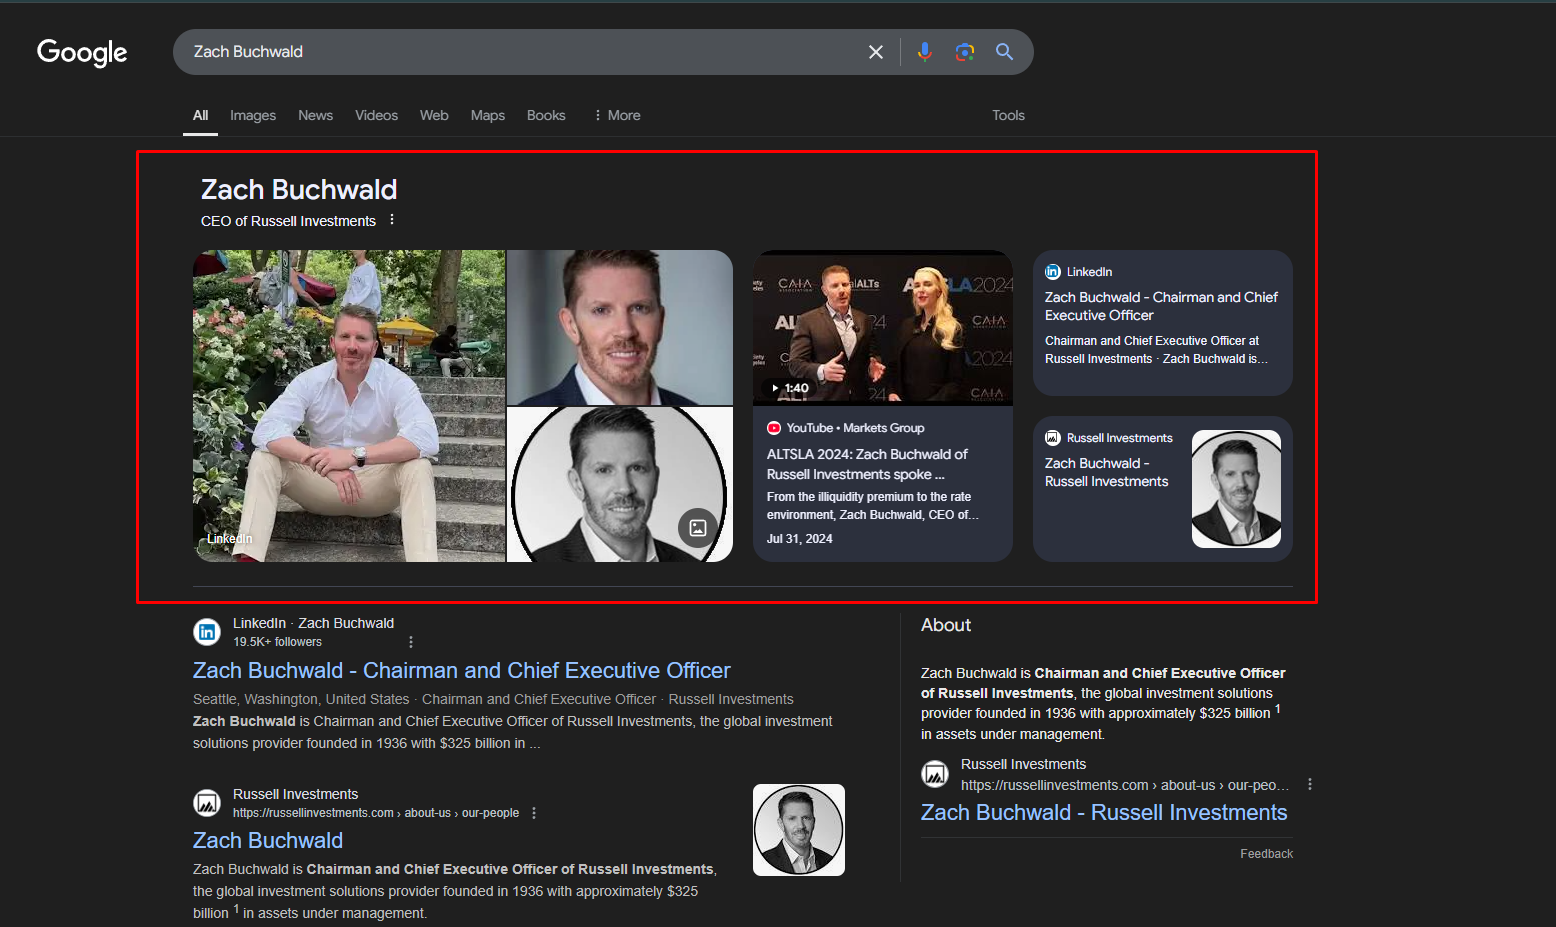 Google
Zach Buchwald
All
Images
News
Videos
Web
Maps
Books
More
Tools
Zach Buchwald
CEO of Russell Investments
LinkedIn
CAIA
ASSOCIATION
ALTs
LA2024
CAIA
2024
1:40
YouTube • Markets Group
ALTSLA 2024: Zach Buchwald of
Russell Investments spoke ...
From the illiquidity premium to the rate
environment, Zach Buchwald, CEO of...
Jul 31, 2024
LinkedIn
Zach Buchwald - Chairman and Chief
Executive Officer
Chairman and Chief Executive Officer at
Russell Investments · Zach Buchwald is...
Russell Investments
Zach Buchwald -
Russell Investments
LinkedIn · Zach Buchwald
19.5K+ followers
Zach Buchwald - Chairman and Chief Executive Officer
Seattle, Washington, United States · Chairman and Chief Executive Officer · Russell Investments
Zach Buchwald is Chairman and Chief Executive Officer of Russell Investments, the global investment
solutions provider founded in 1936 with $325 billion in ...
Russell Investments
https://russellinvestments.com › about-us › our-people
Zach Buchwald
Zach Buchwald is Chairman and Chief Executive Officer of Russell Investments,
the global investment solutions provider founded in 1936 with approximately $325
billion 1 in assets under management.
About
Zach Buchwald is Chairman and Chief Executive Officer
of Russell Investments, the global investment solutions
provider founded in 1936 with approximately $325 billion 1
in assets under management.
Russell Investments
https://russellinvestments.com › about-us › our-peo...
Zach Buchwald - Russell Investments
Feedback